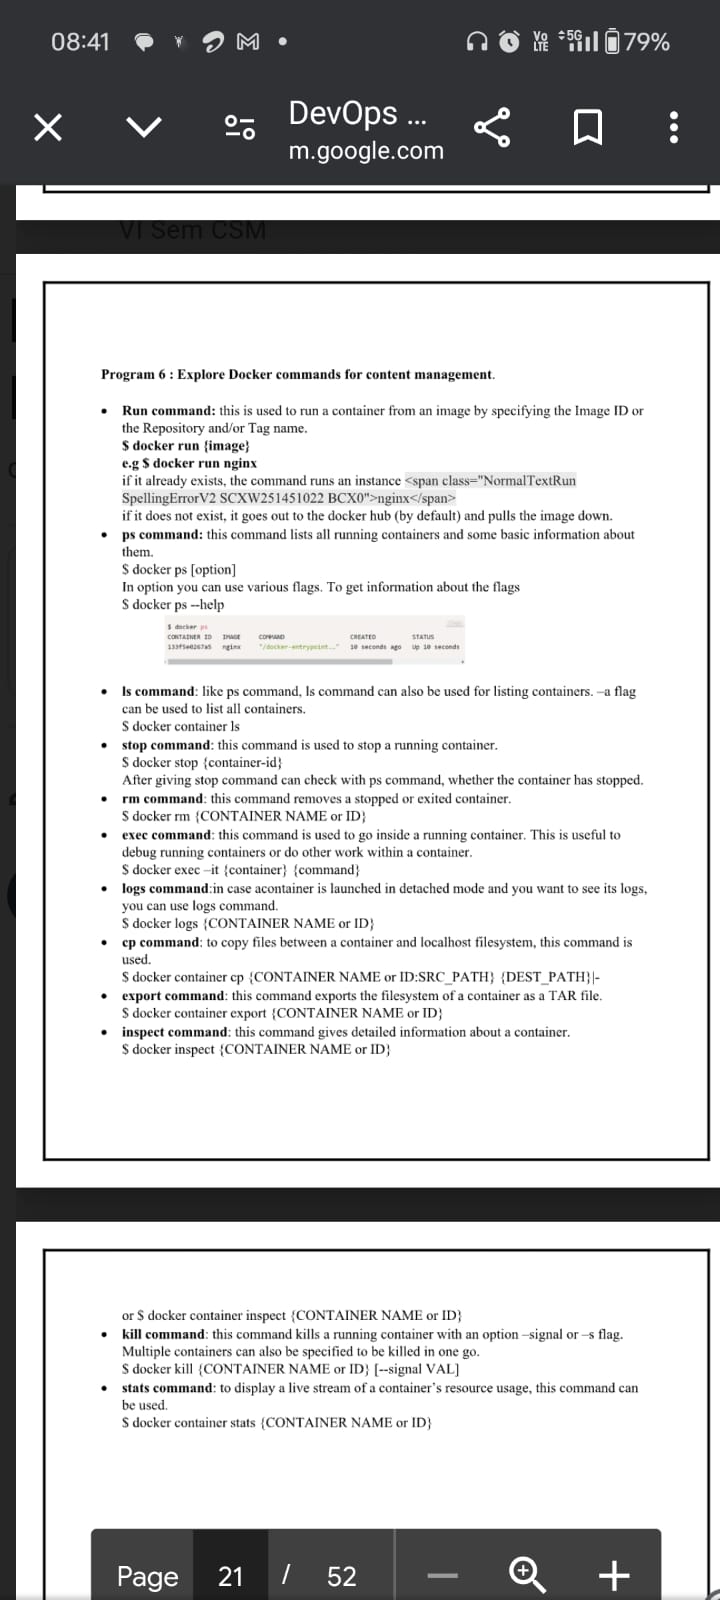 08:41
Vo LTE 5G 79%
DevOps ...
m.google.com
VI Sem CSM
Program 6 : Explore Docker commands for content management.
• Run command: this is used to run a container from an image by specifying the Image ID or
the Repository and/or Tag name.
$ docker run {image}
e.g $ docker run nginx
if it already exists, the command runs an instance <span class="NormalTextRun
SpellingErrorV2 SCXW251451022 BCX0">nginx</span>
if it does not exist, it goes out to the docker hub (by default) and pulls the image down.
• ps command: this command lists all running containers and some basic information about
them.
$ docker ps [option]
In option you can use various flags. To get information about the flags
$ docker ps --help
$ docker ps
CONTAINER ID IMAGE COMMAND CREATED STATUS
133f5e0267a5 nginx "/docker-entrypoint…" 10 seconds ago Up 10 seconds
• ls command: like ps command, ls command can also be used for listing containers. –a flag
can be used to list all containers.
$ docker container ls
• stop command: this command is used to stop a running container.
$ docker stop {container-id}
After giving stop command can check with ps command, whether the container has stopped.
• rm command: this command removes a stopped or exited container.
$ docker rm {CONTAINER NAME or ID}
• exec command: this command is used to go inside a running container. This is useful to
debug running containers or do other work within a container.
$ docker exec –it {container} {command}
• logs command:in case acontainer is launched in detached mode and you want to see its logs,
you can use logs command.
$ docker logs {CONTAINER NAME or ID}
• cp command: to copy files between a container and localhost filesystem, this command is
used.
$ docker container cp {CONTAINER NAME or ID:SRC_PATH} {DEST_PATH}|-
• export command: this command exports the filesystem of a container as a TAR file.
$ docker container export {CONTAINER NAME or ID}
• inspect command: this command gives detailed information about a container.
$ docker inspect {CONTAINER NAME or ID}
or $ docker container inspect {CONTAINER NAME or ID}
• kill command: this command kills a running container with an option –signal or –s flag.
Multiple containers can also be specified to be killed in one go.
$ docker kill {CONTAINER NAME or ID} [--signal VAL]
• stats command: to display a live stream of a container's resource usage, this command can
be used.
$ docker container stats {CONTAINER NAME or ID}
Page 21 / 52